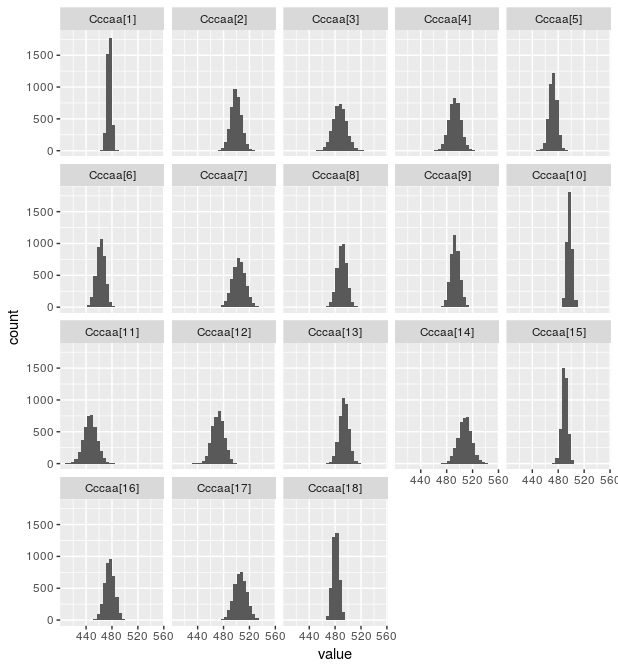 Cccaa[1] Cccaa[2] Cccaa[3] Cccaa[4] Cccaa[5]
1500
1000
500
0
Cccaa[6] Cccaa[7] Cccaa[8] Cccaa[9] Cccaa[10]
1500
1000
500
0
Cccaa[11] Cccaa[12] Cccaa[13] Cccaa[14] Cccaa[15]
1500
1000
500
0
440 480 520 560 440 480 520 560
Cccaa[16] Cccaa[17] Cccaa[18]
1500
1000
500
0
440 480 520 560 440 480 520 560 440 480 520 560
value
count